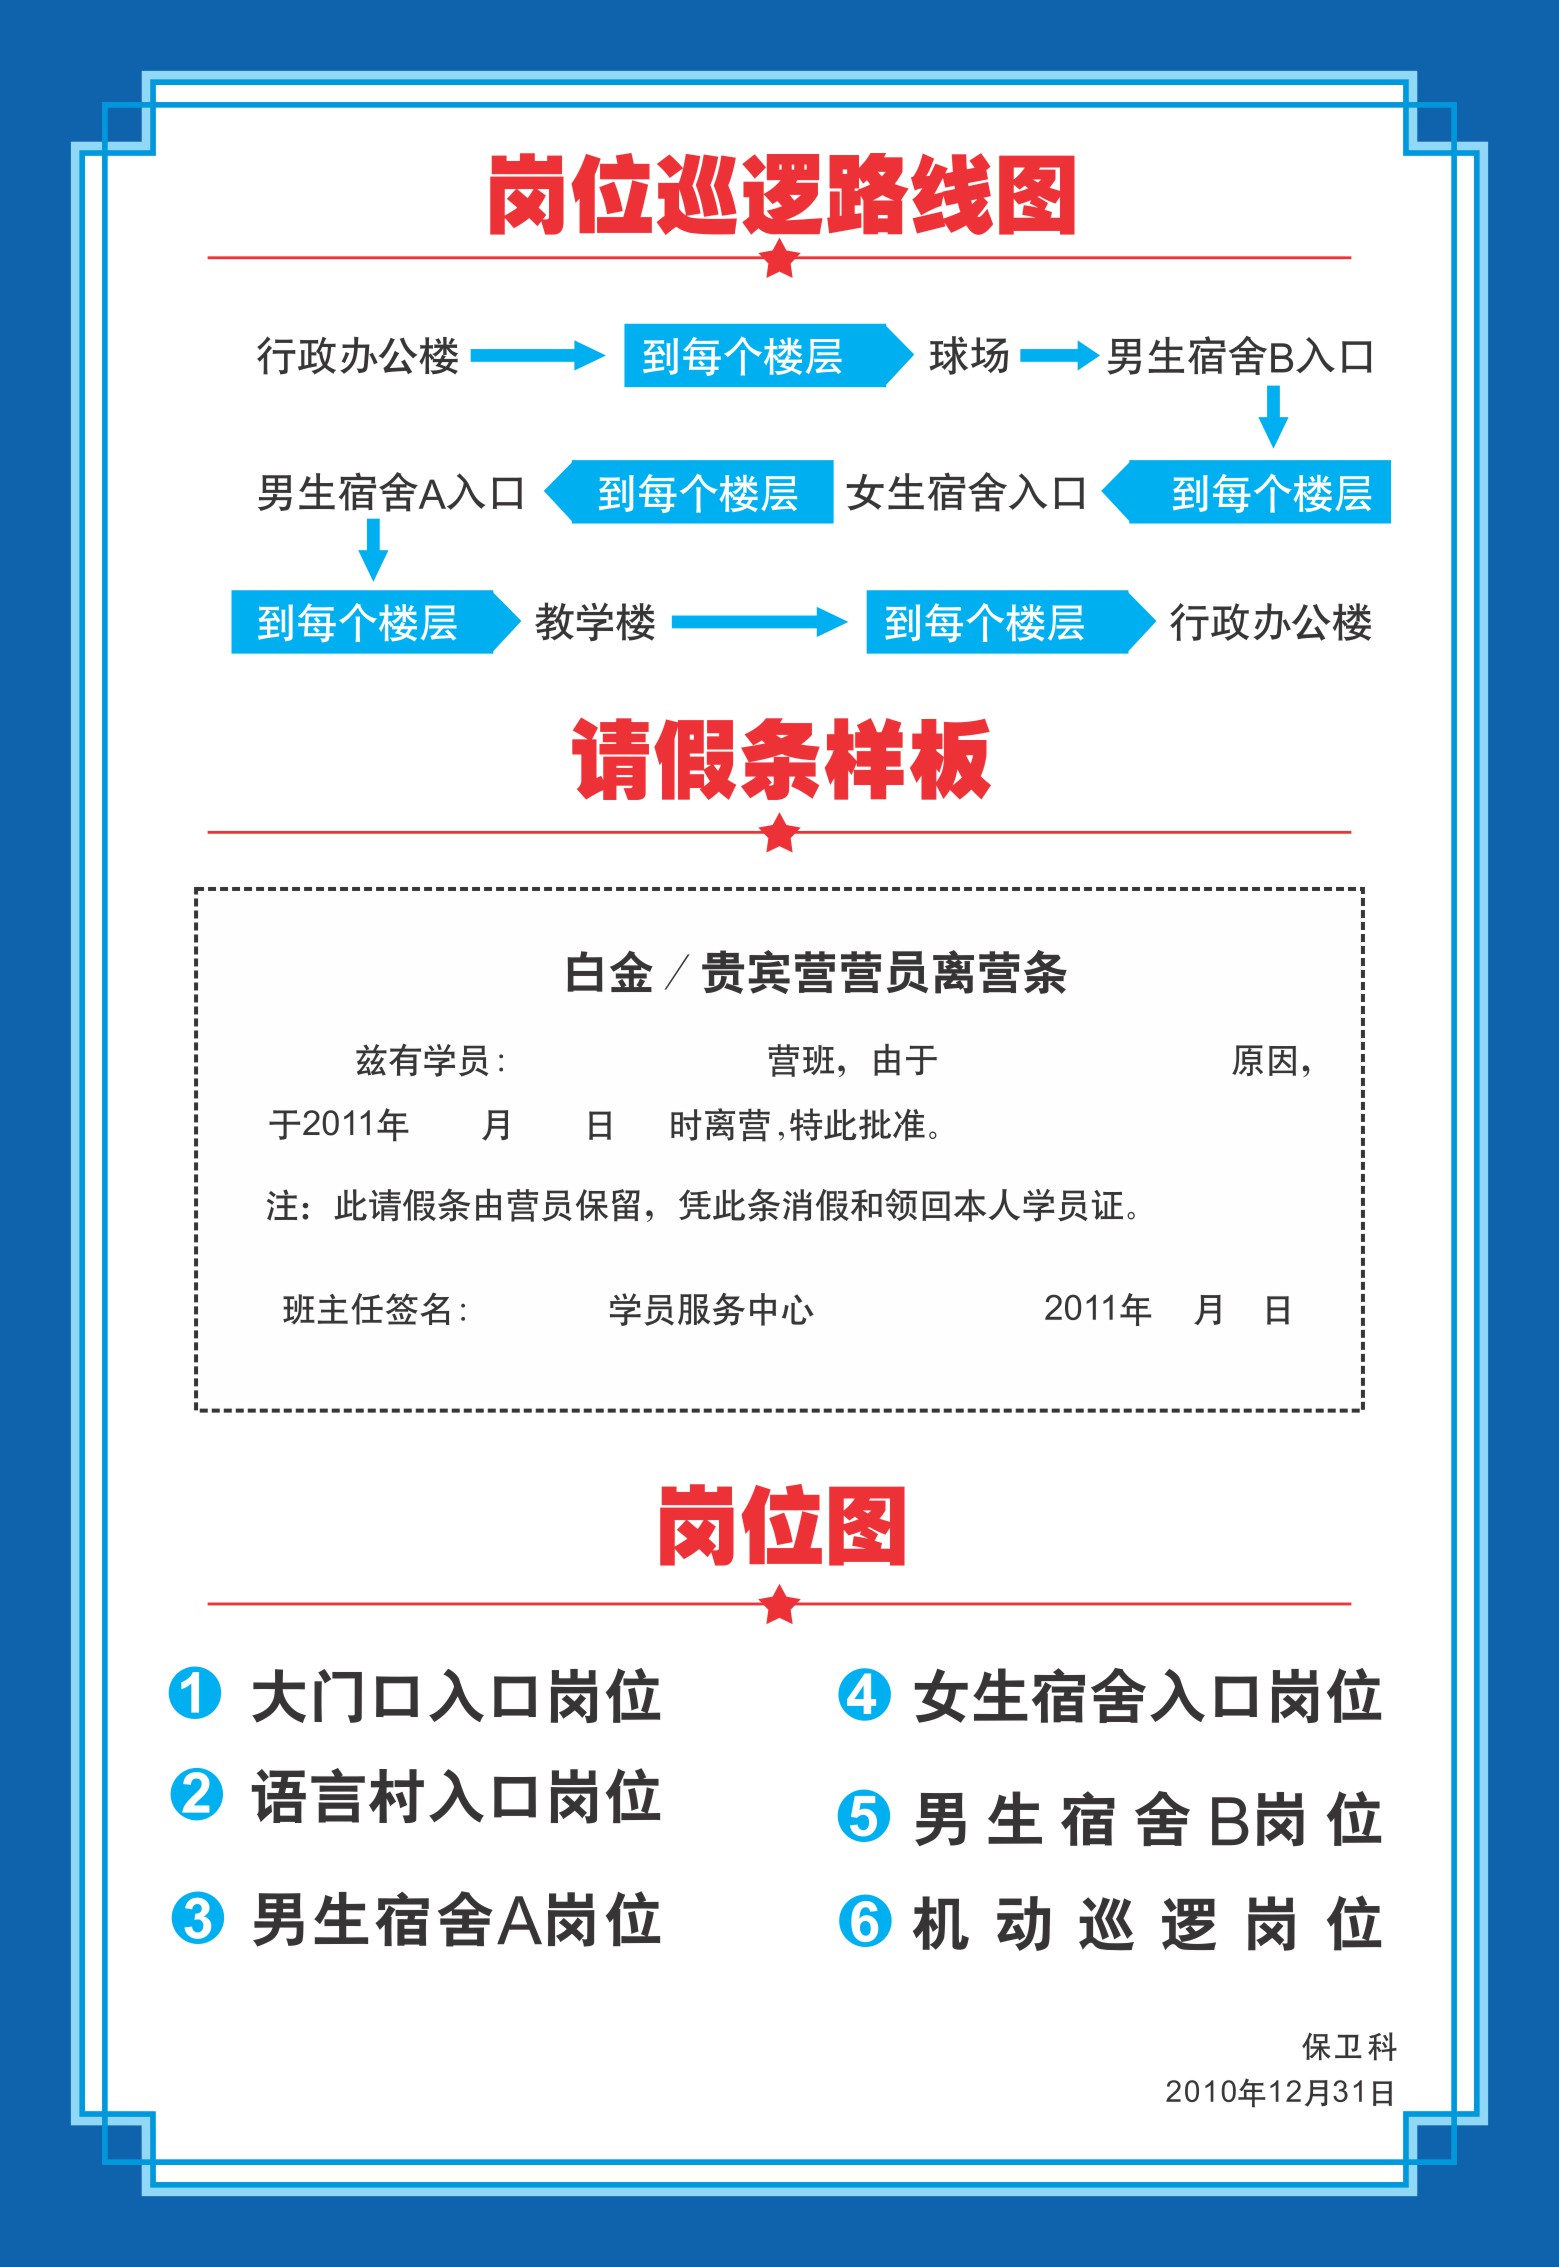 岗位巡逻路线图
行政办公楼 到每个楼层 球场 男生宿舍B入口
男生宿舍A入口 到每个楼层 女生宿舍入口 到每个楼层
到每个楼层 教学楼 到每个楼层 行政办公楼
请假条样板
白金/贵宾营营员离营条
兹有学员: 营班，由于 原因，
于2011年 月 日 时离营,特此批准。
注：此请假条由营员保留，凭此条消假和领回本人学员证。
班主任签名: 学员服务中心 2011年 月 日
岗位图
1 大门口入口岗位
2 语言村入口岗位
3 男生宿舍A岗位
4 女生宿舍入口岗位
5 男生宿舍B岗位
6 机动巡逻岗位
保卫科
2010年12月31日